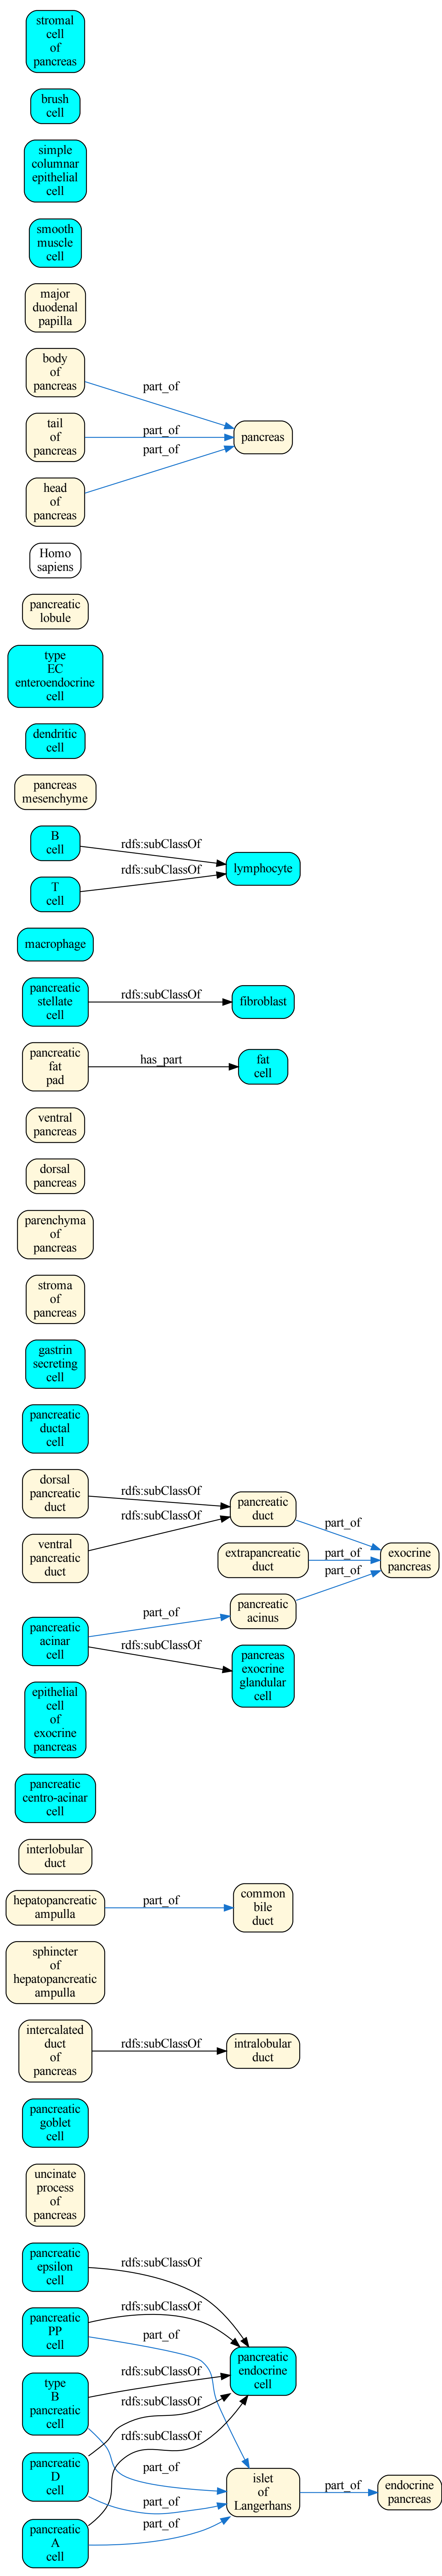 stromal
cell
of
pancreas
brush
cell
simple
columnar
epithelial
cell
smooth
muscle
cell
major
duodenal
papilla
body
of
pancreas
part_of
tail
of
pancreas
part_of
pancreas
part_of
head
of
pancreas
Homo
sapiens
pancreatic
lobule
type
EC
enteroendocrine
cell
dendritic
cell
pancreas
mesenchyme
B
cell
rdfs:subClassOf
lymphocyte
rdfs:subClassOf
T
cell
macrophage
pancreatic
stellate
cell
rdfs:subClassOf
fibroblast
pancreatic
fat
pad
has_part
fat
cell
ventral
pancreas
dorsal
pancreas
parenchyma
of
pancreas
stroma
of
pancreas
gastrin
secreting
cell
pancreatic
ductal
cell
dorsal
pancreatic
duct
rdfs:subClassOf
pancreatic
duct
rdfs:subClassOf
part_of
ventral
pancreatic
duct
extrapancreatic
duct
part_of
exocrine
pancreas
part_of
pancreatic
acinar
cell
part_of
pancreatic
acinus
rdfs:subClassOf
pancreas
exocrine
glandular
cell
epithelial
cell
of
exocrine
pancreas
pancreatic
centro-acinar
cell
interlobular
duct
hepatopancreatic
ampulla
part_of
common
bile
duct
sphincter
of
hepatopancreatic
ampulla
intercalated
duct
of
pancreas
rdfs:subClassOf
intralobular
duct
pancreatic
goblet
cell
uncinate
process
of
pancreas
pancreatic
epsilon
cell
rdfs:subClassOf
pancreatic
PP
cell
rdfs:subClassOf
part_of
pancreatic
endocrine
cell
type
B
pancreatic
cell
rdfs:subClassOf
rdfs:subClassOf
rdfs:subClassOf
part_of
pancreatic
D
cell
part_of
islet
of
Langerhans
part_of
endocrine
pancreas
pancreatic
A
cell
part_of